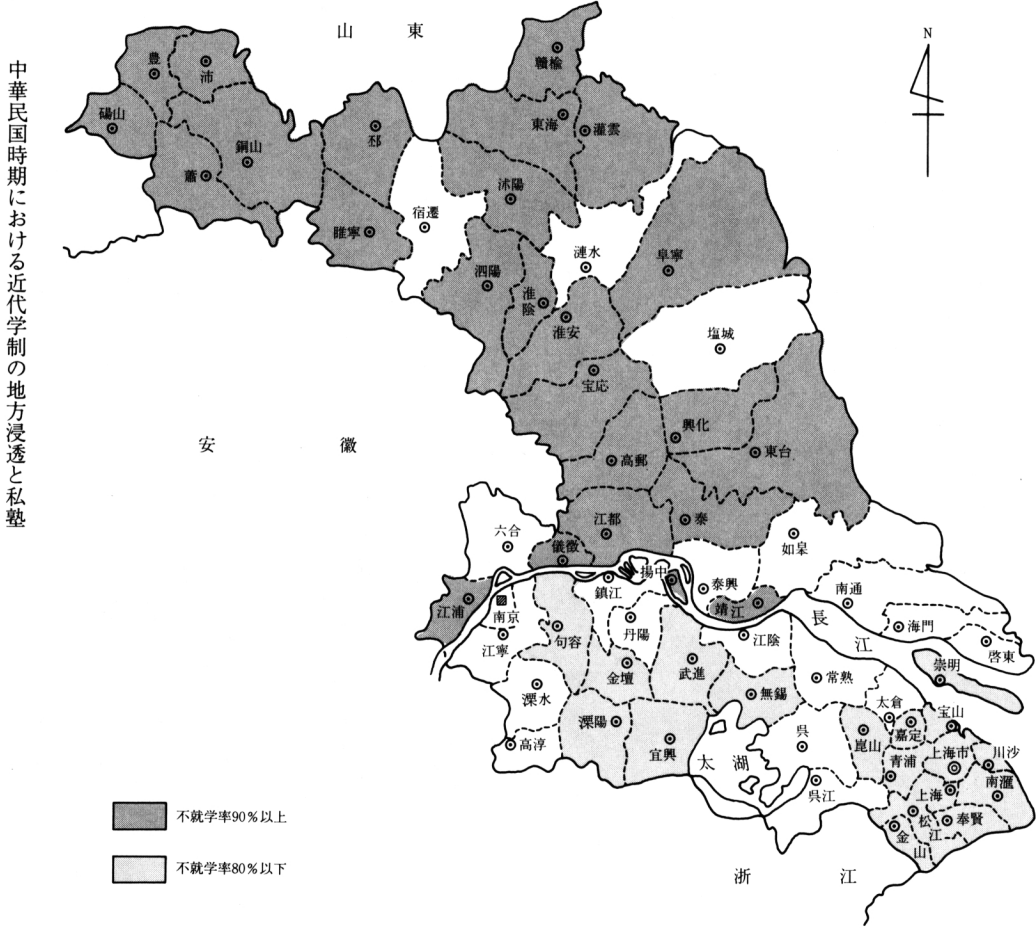 中華民国時期における近代学制の地方浸透と私塾
山東
N
豊
沛
贛楡
碭山
銅山
邳
東海
灌雲
蕭
睢寧
宿遷
沭陽
漣水
泗陽
淮陰
阜寧
淮安
塩城
宝応
安徽
興化
高郵
東台
江都
泰
六合
儀徴
如皋
揚中
泰興
江浦
南京
鎮江
靖江
南通
長江
江寧
句容
丹陽
江陰
海門
啓東
金壇
武進
崇明
溧水
無錫
常熟
太倉
宝山
溧陽
嘉定
高淳
宜興
太湖
呉
崑山
青浦
上海市
川沙
呉江
上海
南滙
松江
奉賢
金山
不就学率90%以上
不就学率80%以下
浙江